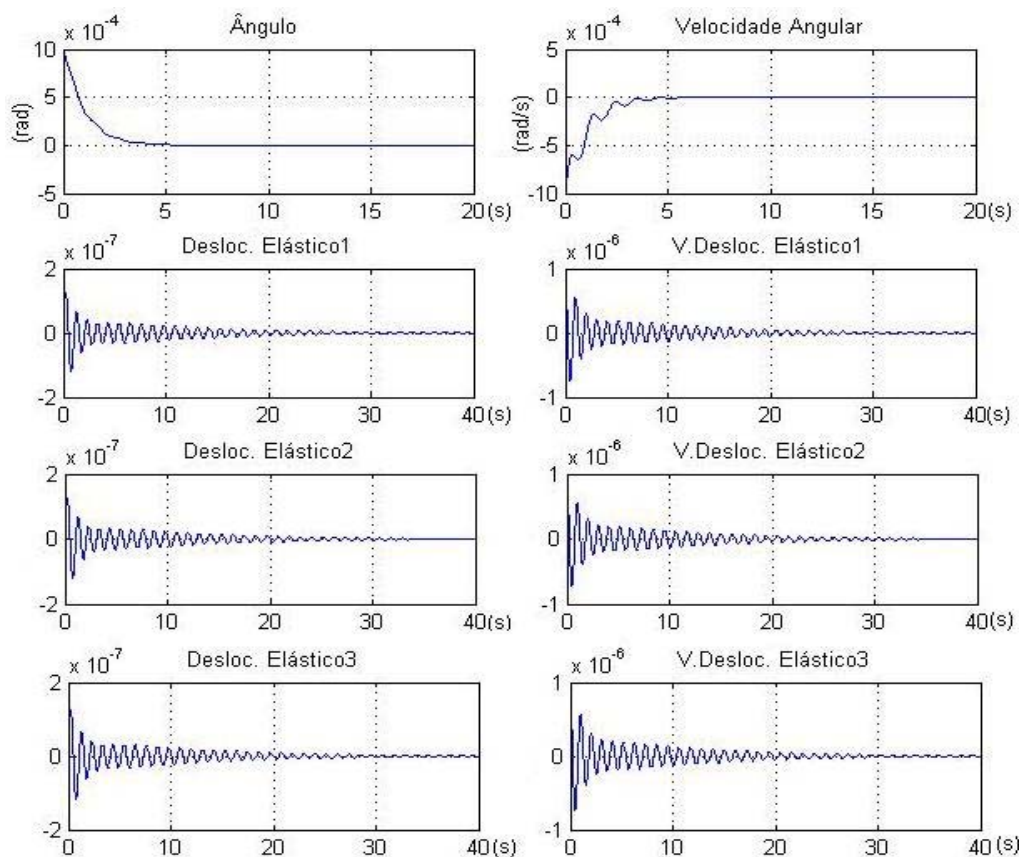 x 10-4 Ângulo
10
5
0
-5
(rad)
0 5 10 15 20(s)
x 10-4 Velocidade Angular
5
0
-5
-10
(rad/s)
0 5 10 15 20(s)
x 10-7 Desloc. Elástico1
2
0
-2
0 10 20 30 40(s)
x 10-6 V.Desloc. Elástico1
1
0
-1
0 10 20 30 40(s)
x 10-7 Desloc. Elástico2
2
0
-2
0 10 20 30 40(s)
x 10-6 V.Desloc. Elástico2
1
0
-1
0 10 20 30 40(s)
x 10-7 Desloc. Elástico3
2
0
-2
0 10 20 30 40(s)
x 10-6 V.Desloc. Elástico3
1
0
-1
0 10 20 30 40 (s)